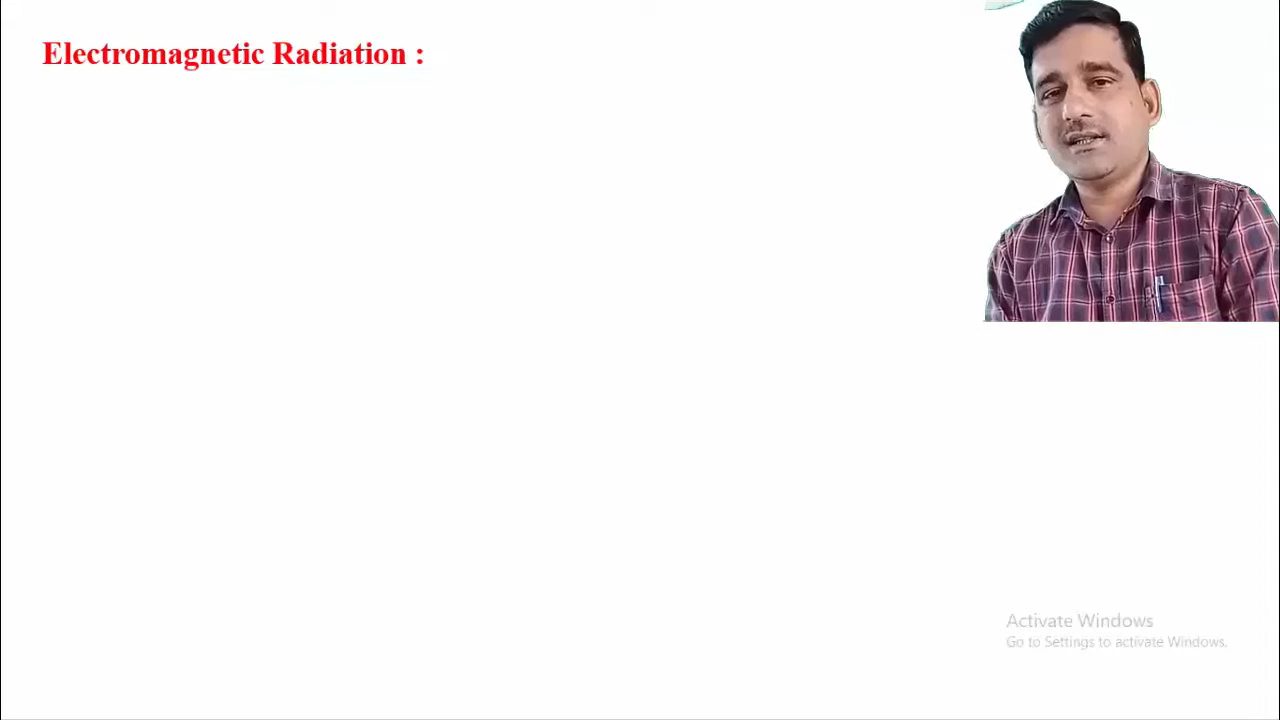 Electromagnetic Radiation :
Activate Windows
Go to Settings to activate Windows.